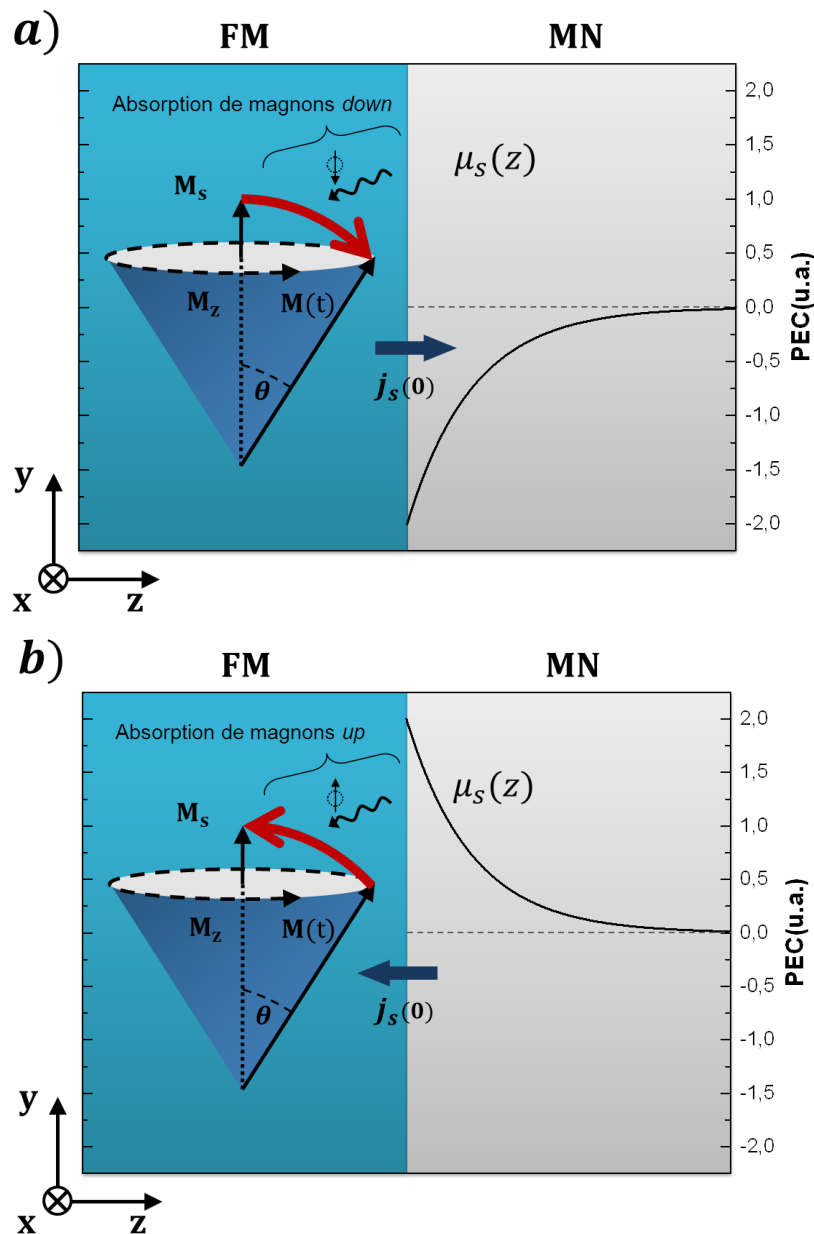 a)
FM MN
Absorption de magnons down
μₛ(z)
Mₛ
M_z M(t)
θ
jₛ(0)
2,0
1,5
1,0
0,5
0,0
-0,5
-1,0
-1,5
-2,0
PEC(u.a.)
y
x z
b)
FM MN
Absorption de magnons up
μₛ(z)
Mₛ
M_z M(t)
θ
jₛ(0)
2,0
1,5
1,0
0,5
0,0
-0,5
-1,0
-1,5
-2,0
PEC(u.a.)
y
x z